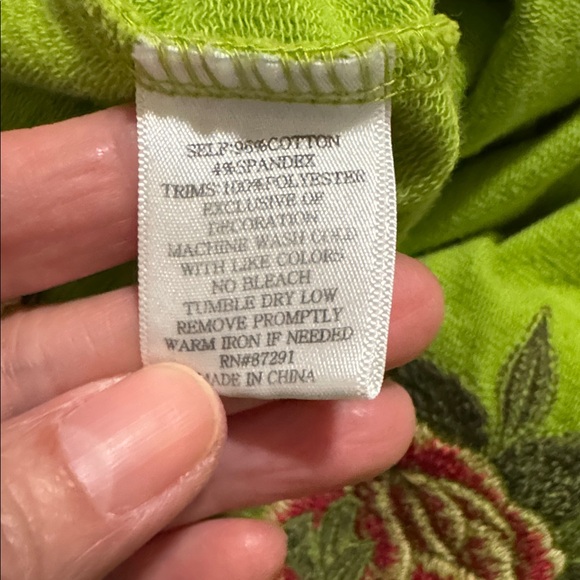 SELF:96%COTTON
4%SPANDEX
TRIMS:100%POLYESTER
EXCLUSIVE OF
DECORATION
MACHINE WASH COLD
WITH LIKE COLORS
NO BLEACH
TUMBLE DRY LOW
REMOVE PROMPTLY
WARM IRON IF NEEDED
RN#87291
MADE IN CHINA